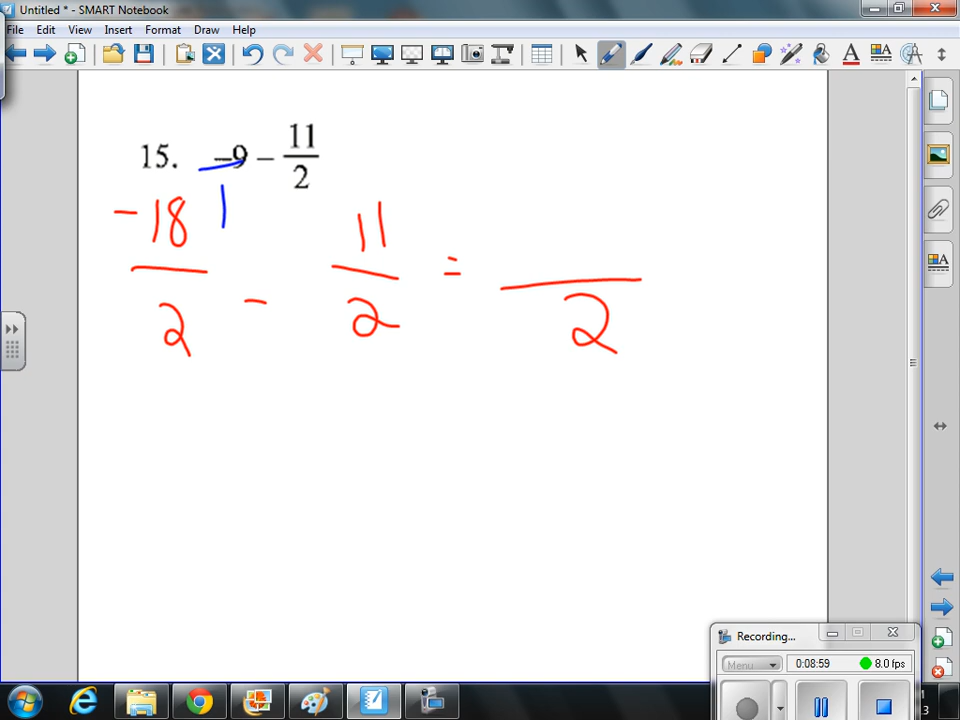 Untitled * - SMART Notebook
File Edit View Insert Format Draw Help
15. –9 – 11/2
1
-18/2 - 11/2 = /2
Recording...
Menu 0:08:59 8.0 fps